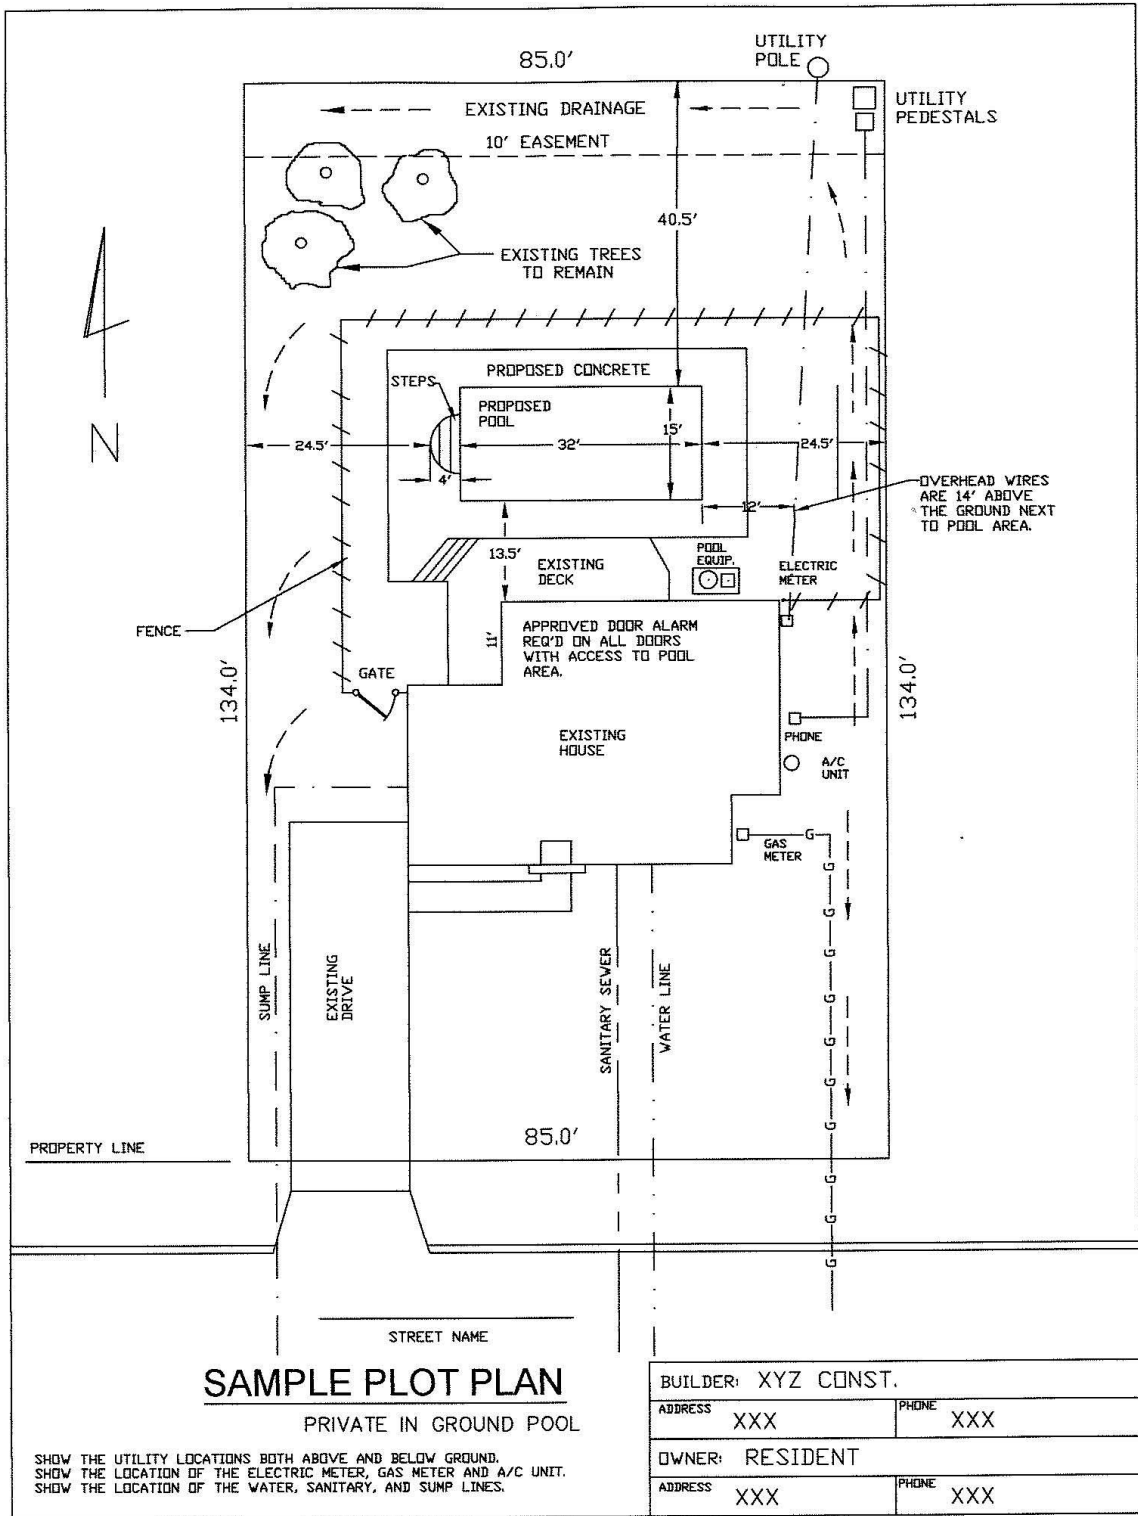 85.0'
UTILITY
POLE
UTILITY
PEDESTALS
EXISTING DRAINAGE
10' EASEMENT
40.5'
EXISTING TREES
TO REMAIN
N
PROPOSED CONCRETE
STEPS
PROPOSED
POOL
15'
24.5'
32'
24.5'
4'
12'
OVERHEAD WIRES
ARE 14' ABOVE
THE GROUND NEXT
TO POOL AREA.
13.5'
EXISTING
DECK
POOL
EQUIP.
ELECTRIC
METER
FENCE
11'
APPROVED DOOR ALARM
REQ'D ON ALL DOORS
WITH ACCESS TO POOL
AREA.
GATE
134.0'
134.0'
EXISTING
HOUSE
PHONE
A/C
UNIT
G
GAS
METER
G
G
G
G
G
G
G
G
G
G
SUMP LINE
EXISTING
DRIVE
SANITARY SEWER
WATER LINE
85.0'
PROPERTY LINE
STREET NAME
SAMPLE PLOT PLAN
PRIVATE IN GROUND POOL
SHOW THE UTILITY LOCATIONS BOTH ABOVE AND BELOW GROUND.
SHOW THE LOCATION OF THE ELECTRIC METER, GAS METER AND A/C UNIT.
SHOW THE LOCATION OF THE WATER, SANITARY, AND SUMP LINES.
BUILDER: XYZ CONST.
ADDRESS XXX PHONE XXX
OWNER: RESIDENT
ADDRESS XXX PHONE XXX